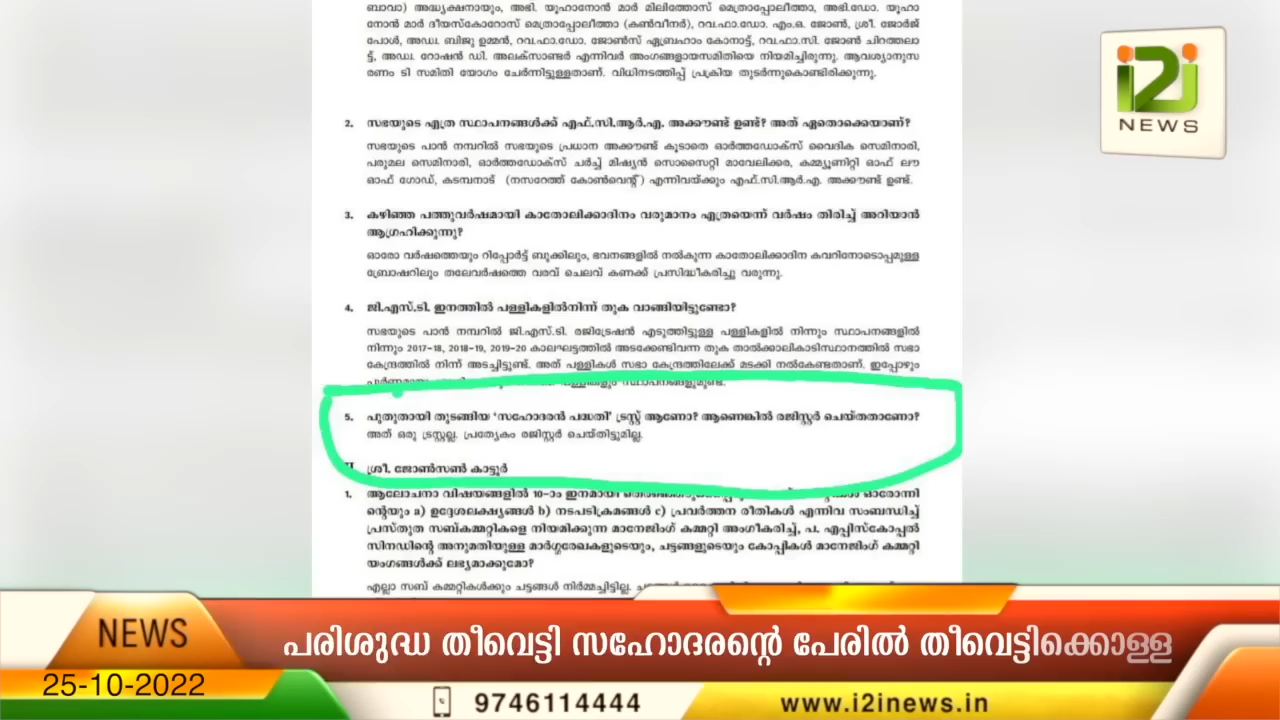 ബാവാ) അദ്ധ്യക്ഷനായും, അഭി. യൂഹാനോൻ മാർ മിലിത്തോസ് മെത്രാപ്പോലീത്താ, അഭി.ഡോ. യൂഹാ
നോൻ മാർ ദീയസ്കോറോസ് മെത്രാപ്പോലീത്താ (കൺവീനർ), റവ.ഫാ.ഡോ. എം.ഒ. ജോൺ, ശ്രീ. ജോർജ്
പോൾ, അഡ്വ. ബിജു ഉമ്മൻ, റവ.ഫാ.ഡോ. ജോൺസ് ഏബ്രഹാം കോനാട്ട്, റവ.ഫാ.സി. ജോൺ ചിറത്തലാ
ട്ട്, അഡ്വ. റോഷൻ ഡി. അലക്സാണ്ടർ എന്നിവർ അംഗങ്ങളായസമിതിയെ നിയമിച്ചിരുന്നു. ആവശ്യാനുസ
രണം ടി സമിതി യോഗം ചേർന്നിട്ടുള്ളതാണ്. വിധിനടത്തിപ്പ് പ്രക്രിയ തുടർന്നുകൊണ്ടിരിക്കുന്നു.
2. സഭയുടെ എത്ര സ്ഥാപനങ്ങൾക്ക് എഫ്.സി.ആർ.എ. അക്കൗണ്ട് ഉണ്ട്? അത് ഏതൊക്കെയാണ്?
സഭയുടെ പാൻ നമ്പറിൽ സഭയുടെ പ്രധാന അക്കൗണ്ട് കൂടാതെ ഓർത്തഡോക്സ് വൈദിക സെമിനാരി,
പരുമല സെമിനാരി, ഓർത്തഡോക്സ് ചർച്ച് മിഷ്യൻ സൊസൈറ്റി മാവേലിക്കര, കമ്മ്യൂണിറ്റി ഓഫ് ലൗ
ഓഫ് ഗോഡ്, കടമ്പനാട് (നസറേത്ത് കോൺവെന്റ്) എന്നിവയ്ക്കും എഫ്.സി.ആർ.എ. അക്കൗണ്ട് ഉണ്ട്.
3. കഴിഞ്ഞ പത്തുവർഷമായി കാതോലിക്കാദിനം വരുമാനം എത്രയെന്ന് വർഷം തിരിച്ച് അറിയാൻ
ആഗ്രഹിക്കുന്നു?
ഓരോ വർഷത്തെയും റിപ്പോർട്ട് ബുക്കിലും, ഭവനങ്ങളിൽ നൽകുന്ന കാതോലിക്കാദിന കവറിനോടൊപ്പമുള്ള
ബ്രോഷറിലും തലേവർഷത്തെ വരവ് ചെലവ് കണക്ക് പ്രസിദ്ധീകരിച്ചു വരുന്നു.
4. ജി.എസ്.ടി. ഇനത്തിൽ പള്ളികളിൽനിന്ന് തുക വാങ്ങിയിട്ടുണ്ടോ?
സഭയുടെ പാൻ നമ്പറിൽ ജി.എസ്.ടി. രജിട്രേഷൻ എടുത്തിട്ടുള്ള പള്ളികളിൽ നിന്നും സ്ഥാപനങ്ങളിൽ
നിന്നും 2017-18, 2018-19, 2019-20 കാലഘട്ടത്തിൽ അടക്കേണ്ടിവന്ന തുക താൽക്കാലികാടിസ്ഥാനത്തിൽ സഭാ
കേന്ദ്രത്തിൽ നിന്ന് അടച്ചിട്ടുണ്ട്. അത് പള്ളികൾ സഭാ കേന്ദ്രത്തിലേക്ക് മടക്കി നൽകേണ്ടതാണ്. ഇപ്പോഴും
സ്ഥാപനങ്ങളുമുണ്ട്.
5. പുതുതായി തുടങ്ങിയ 'സഹോദരൻ പദ്ധതി' ട്രസ്റ്റ് ആണോ? ആണെങ്കിൽ രജിസ്റ്റർ ചെയ്തതാണോ?
അത് ഒരു ട്രസ്റ്റല്ല. പ്രത്യേകം രജിസ്റ്റർ ചെയ്തിട്ടുമില്ല.
II ശ്രീ. ജോൺസൺ കാട്ടൂർ
1. ആലോചനാ വിഷയങ്ങളിൽ 10-ാം ഇനമായി ഓരോന്നി
ന്റെയും a) ഉദ്ദേശലക്ഷ്യങ്ങൾ b) നടപടിക്രമങ്ങൾ c) പ്രവർത്തന രീതികൾ എന്നിവ സംബന്ധിച്ച്
പ്രസ്തുത സബ്കമ്മറ്റികളെ നിയമിക്കുന്ന മാനേജിംഗ് കമ്മറ്റി അംഗീകരിച്ച്, പ. എപ്പിസ്കോപ്പൽ
സിനഡിന്റെ അനുമതിയുള്ള മാർഗ്ഗരേഖകളുടെയും, ചട്ടങ്ങളുടെയും കോപ്പികൾ മാനേജിംഗ് കമ്മറ്റി
യംഗങ്ങൾക്ക് ലഭ്യമാക്കുമോ?
എല്ലാ സബ് കമ്മറ്റികൾക്കും ചട്ടങ്ങൾ നിർമ്മച്ചിട്ടില്ല.
i2i
NEWS
NEWS
പരിശുദ്ധ തീവെട്ടി സഹോദരന്റെ പേരിൽ തീവെട്ടിക്കൊള്ള
25-10-2022
9746114444
www.i2inews.in